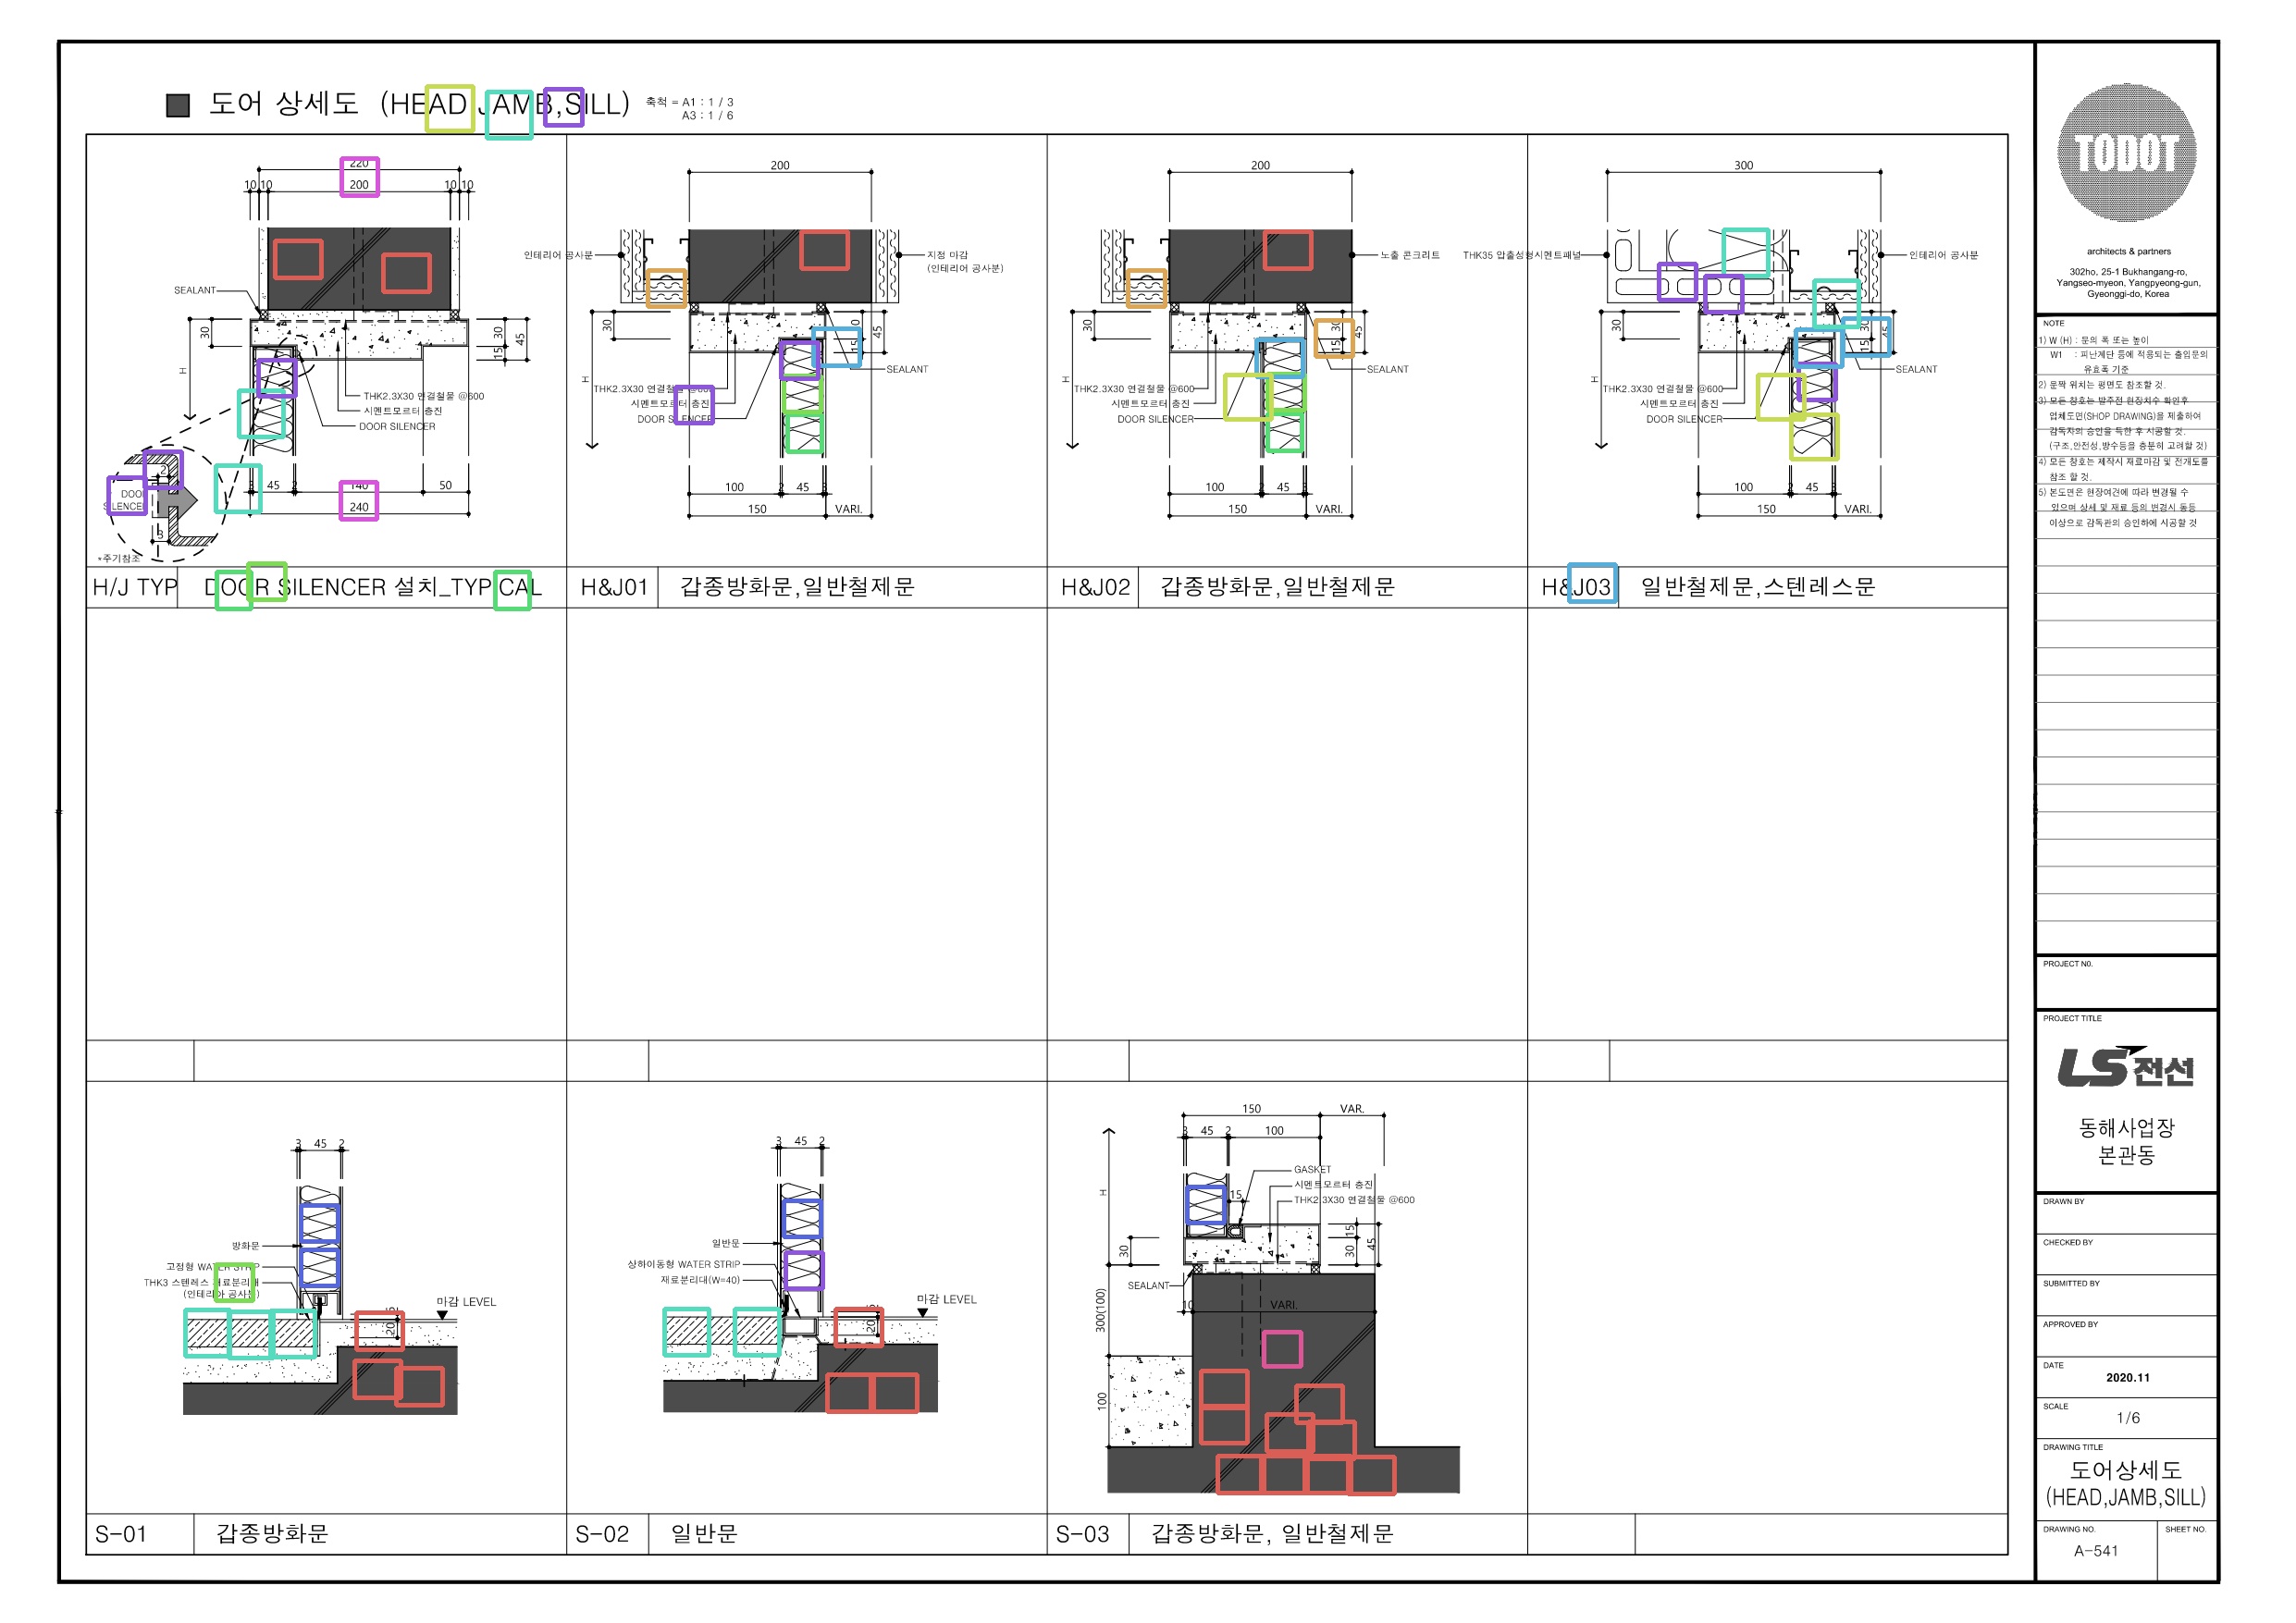 도어 상세도 (HEAD,JAMB,SILL)
축척 = A1 : 1 / 3
A3 : 1 / 6
220
10 10 200 10 10
SEALANT
30
30
15
45
H
THK2.3X30 연결철물 @600
시멘트모르터 충진
DOOR SILENCER
2
DOOR
SILENCER
3
*주기참조
45 140 50
240
H/J TYP DOOR SILENCER 설치_TYPICAL
200
인테리어 공사분
지정 마감
(인테리어 공사분)
30
45
15
H
SEALANT
THK2.3X30 연결철물 @600
시멘트모르터 충진
DOOR SILENCER
100 2 45
150 VARI.
H&J01 갑종방화문,일반철제문
200
노출 콘크리트
30
30
15
45
H
SEALANT
THK2.3X30 연결철물 @600
시멘트모르터 충진
DOOR SILENCER
100 45
150 VARI.
H&J02 갑종방화문,일반철제문
300
THK35 압출성형시멘트패널
인테리어 공사분
30
30
15
45
H
SEALANT
THK2.3X30 연결철물 @600
시멘트모르터 충진
DOOR SILENCER
100 45
150 VARI.
H&J03 일반철제문,스텐레스문
3 45 2
방화문
고정형 WATER STRIP
THK3 스텐레스 재료분리대
(인테리아 공사분)
마감 LEVEL
20
S-01 갑종방화문
3 45 2
일반문
상하이동형 WATER STRIP
재료분리대(W=40)
마감 LEVEL
20
S-02 일반문
150 VAR.
3 45 2 100
GASKET
시멘트모르터 충진
THK2.3X30 연결철물 @600
15
H
30
15
30
45
SEALANT
10 VARI.
300(100)
100
S-03 갑종방화문, 일반철제문
TODOT
architects & partners
302ho, 25-1 Bukhangang-ro,
Yangseo-myeon, Yangpyeong-gun,
Gyeonggi-do, Korea
NOTE
1) W (H) : 문의 폭 또는 높이
W1 : 피난계단 등에 적용되는 출입문의
유효폭 기준
2) 문짝 위치는 평면도 참조할 것.
3) 모든 창호는 발주전 현장치수 확인후
업체도면(SHOP DRAWING)을 제출하여
감독자의 승인을 득한 후 시공할 것.
(구조,안전성,방수등을 충분히 고려할 것)
4) 모든 창호는 제작시 재료마감 및 전개도를
참조 할 것.
5) 본도면은 현장여건에 따라 변경될 수
있으며 상세 및 재료 등의 변경시 동등
이상으로 감독관의 승인하에 시공할 것
PROJECT NO.
PROJECT TITLE
LS전선
동해사업장
본관동
DRAWN BY
CHECKED BY
SUBMITTED BY
APPROVED BY
DATE
2020.11
SCALE
1/6
DRAWING TITLE
도어상세도
(HEAD,JAMB,SILL)
DRAWING NO.
SHEET NO.
A-541